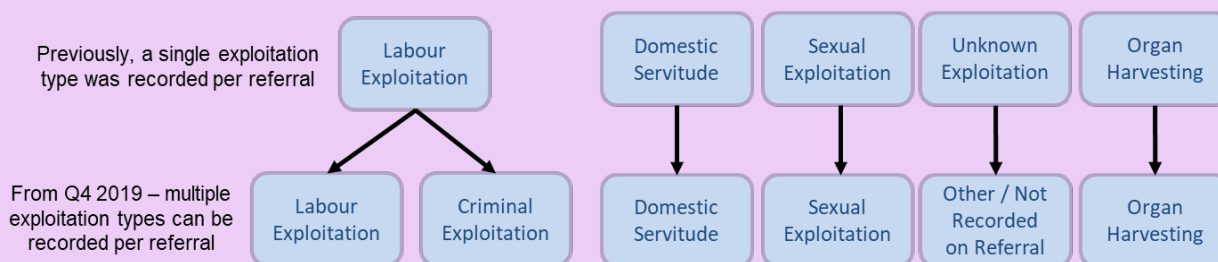 Previously, a single exploitation
type was recorded per referral
Labour
Exploitation
Domestic
Servitude
Sexual
Exploitation
Unknown
Exploitation
Organ
Harvesting
From Q4 2019 – multiple
exploitation types can be
recorded per referral
Labour
Exploitation
Criminal
Exploitation
Domestic
Servitude
Sexual
Exploitation
Other / Not
Recorded
on Referral
Organ
Harvesting